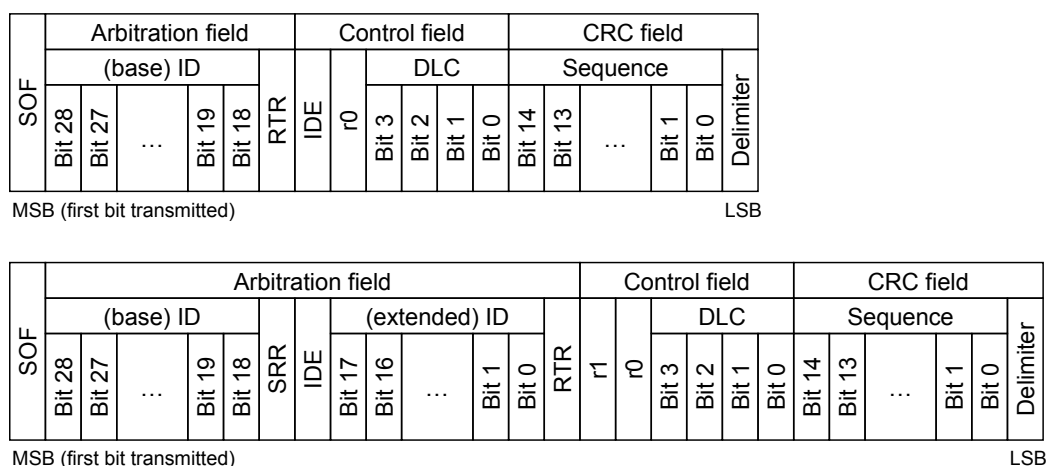 Arbitration field Control field CRC field
(base) ID DLC Sequence
SOF Bit 28 Bit 27 ... Bit 19 Bit 18 RTR IDE r0 Bit 3 Bit 2 Bit 1 Bit 0 Bit 14 Bit 13 ... Bit 1 Bit 0 Delimiter
MSB (first bit transmitted) LSB
Arbitration field Control field CRC field
(base) ID (extended) ID DLC Sequence
SOF Bit 28 Bit 27 ... Bit 19 Bit 18 SRR IDE Bit 17 Bit 16 ... Bit 1 Bit 0 RTR r1 r0 Bit 3 Bit 2 Bit 1 Bit 0 Bit 14 Bit 13 ... Bit 1 Bit 0 Delimiter
MSB (first bit transmitted) LSB